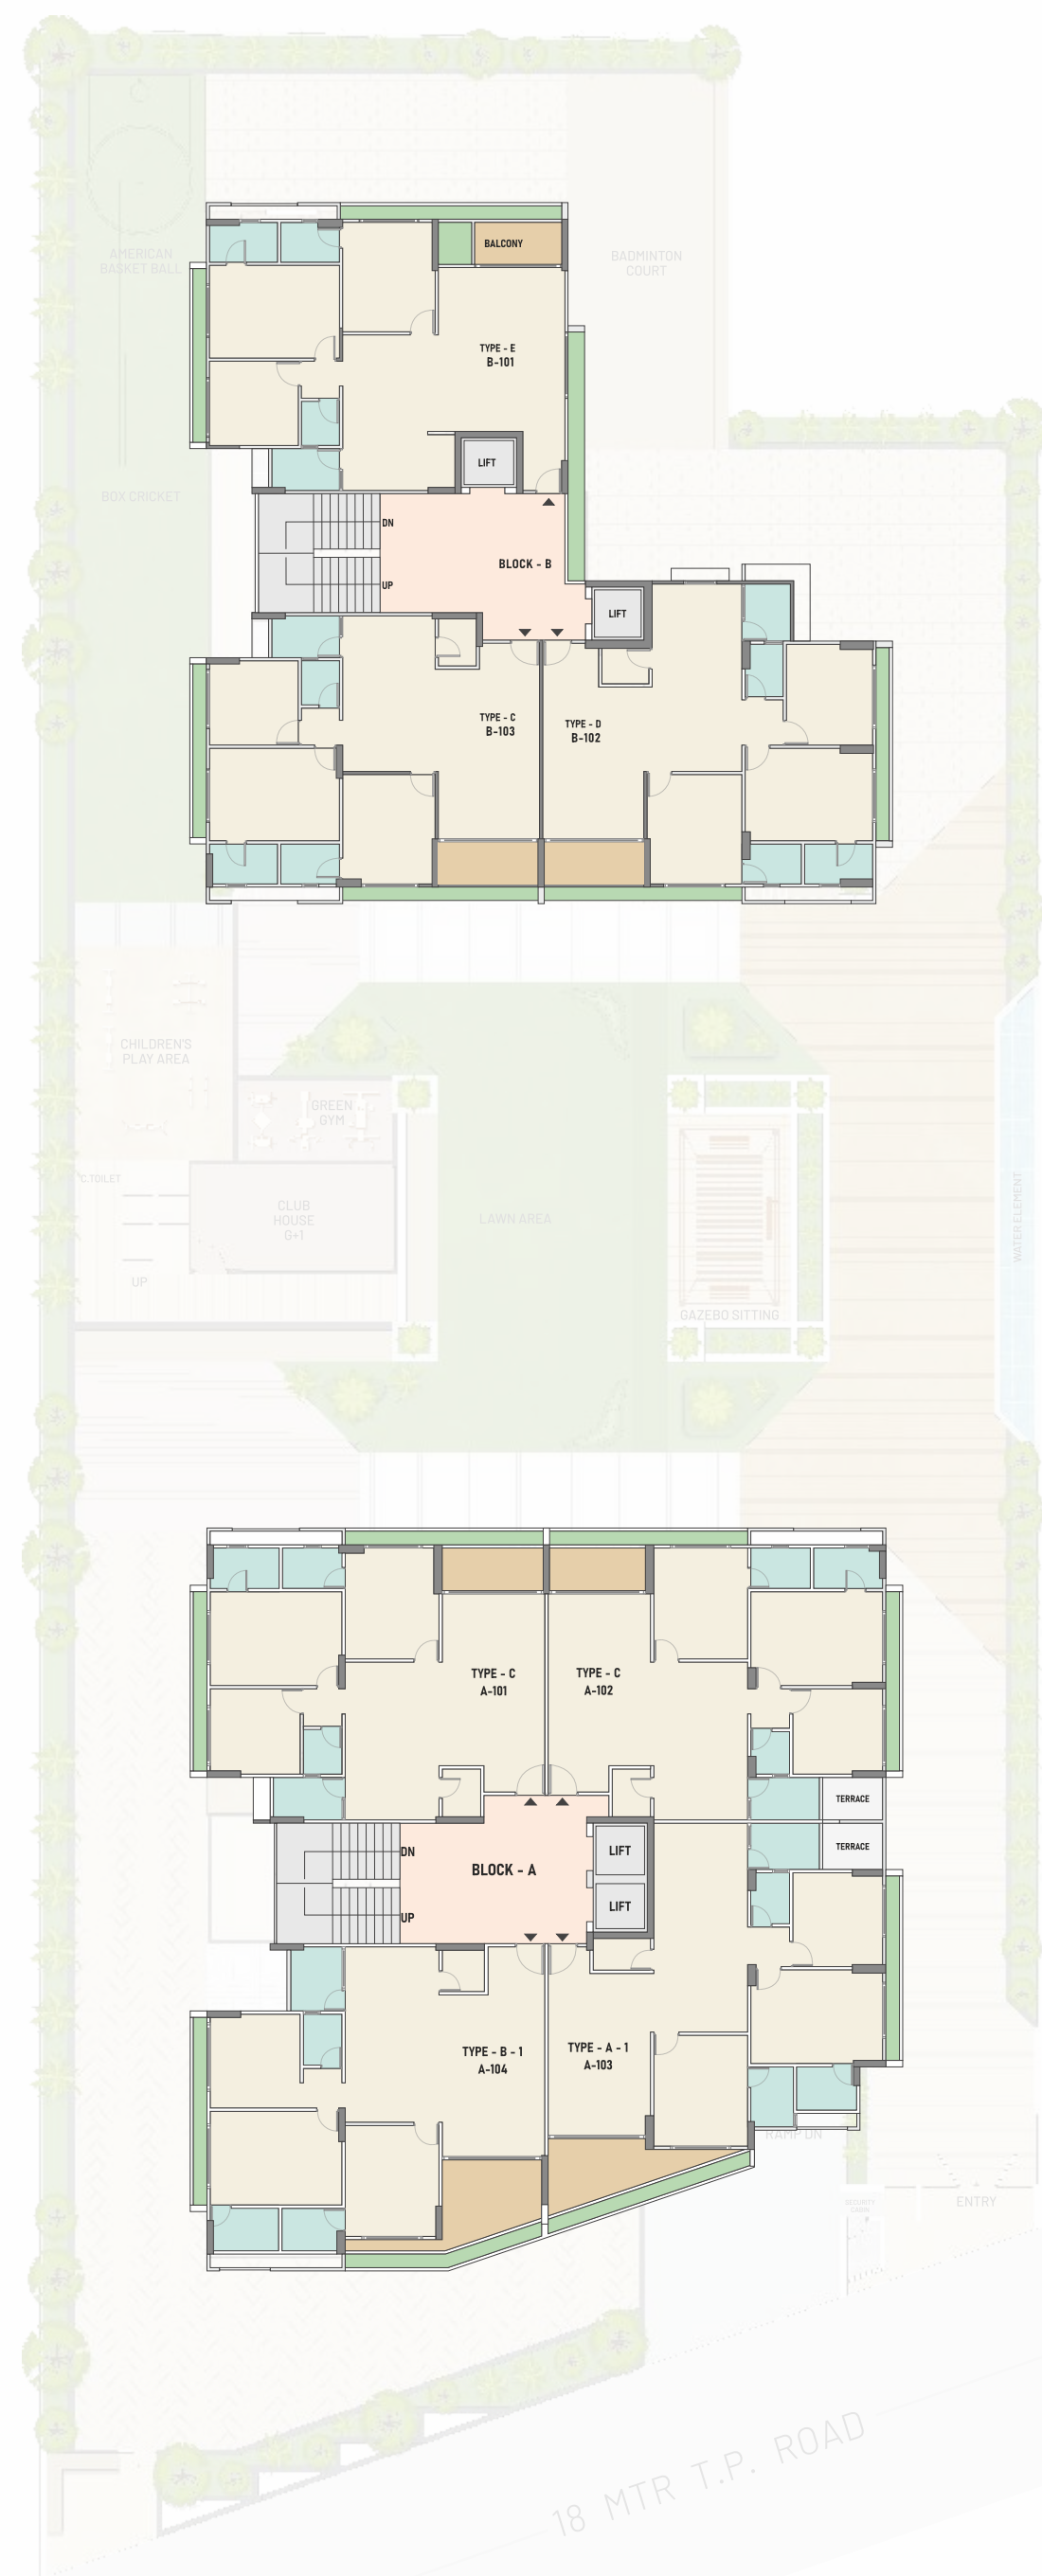 AMERICAN
BASKET BALL
BALCONY
BADMINTON
COURT
TYPE - E
B-101
LIFT
BOX CRICKET
DN
BLOCK - B
UP
LIFT
TYPE - C
B-103
TYPE - D
B-102
CHILDREN'S
PLAY AREA
GREEN
GYM
C.TOILET
CLUB
HOUSE
G+1
LAWN AREA
WATER ELEMENT
UP
GAZEBO SITTING
TYPE - C
A-101
TYPE - C
A-102
TERRACE
TERRACE
DN
LIFT
BLOCK - A
LIFT
UP
TYPE - B - 1
A-104
TYPE - A - 1
A-103
RAMP DN
SECURITY
CABIN
ENTRY
18 MTR T.P. ROAD